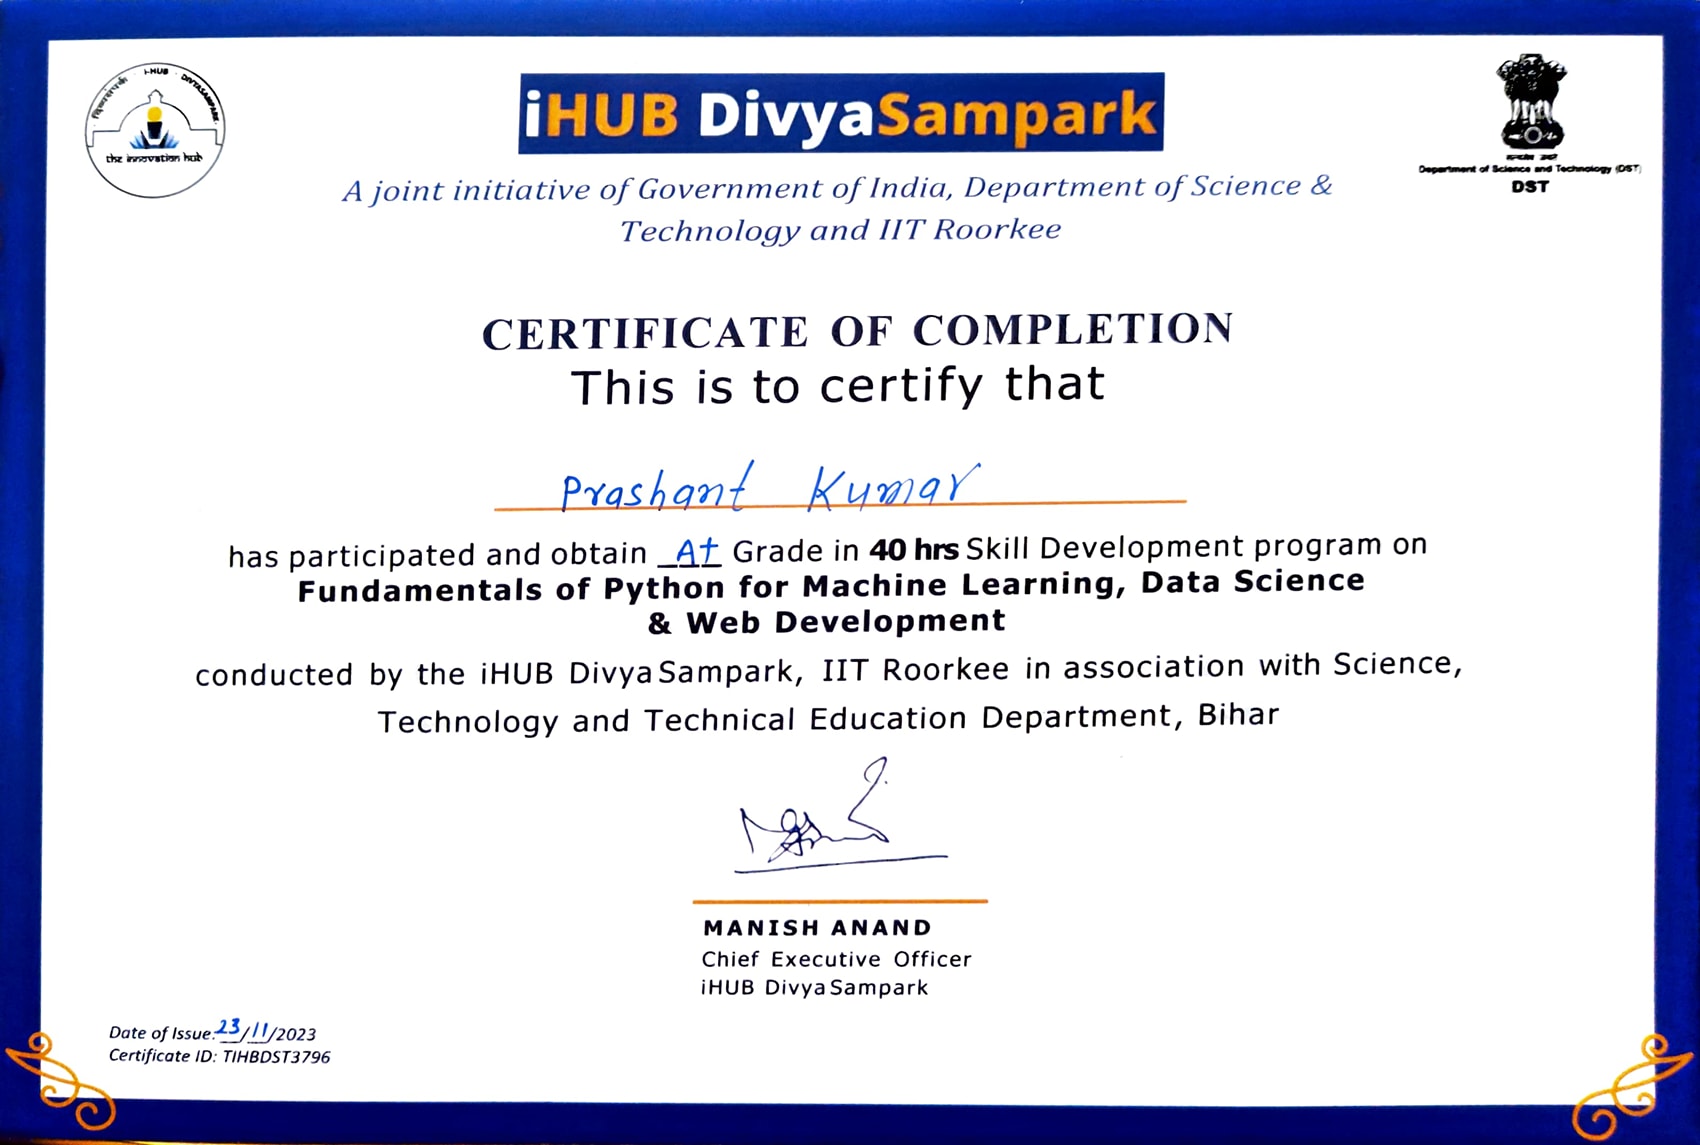 I-HUB DIVYASAMPARK
the innovation hub
iHUB DivyaSampark
Department of Science and Technology (DST)
DST
A joint initiative of Government of India, Department of Science &
Technology and IIT Roorkee
CERTIFICATE OF COMPLETION
This is to certify that
Prashant Kumar
has participated and obtain A+ Grade in 40 hrs Skill Development program on
Fundamentals of Python for Machine Learning, Data Science
& Web Development
conducted by the iHUB DivyaSampark, IIT Roorkee in association with Science,
Technology and Technical Education Department, Bihar
MANISH ANAND
Chief Executive Officer
iHUB DivyaSampark
Date of Issue: 23/11/2023
Certificate ID: TIHBDST3796